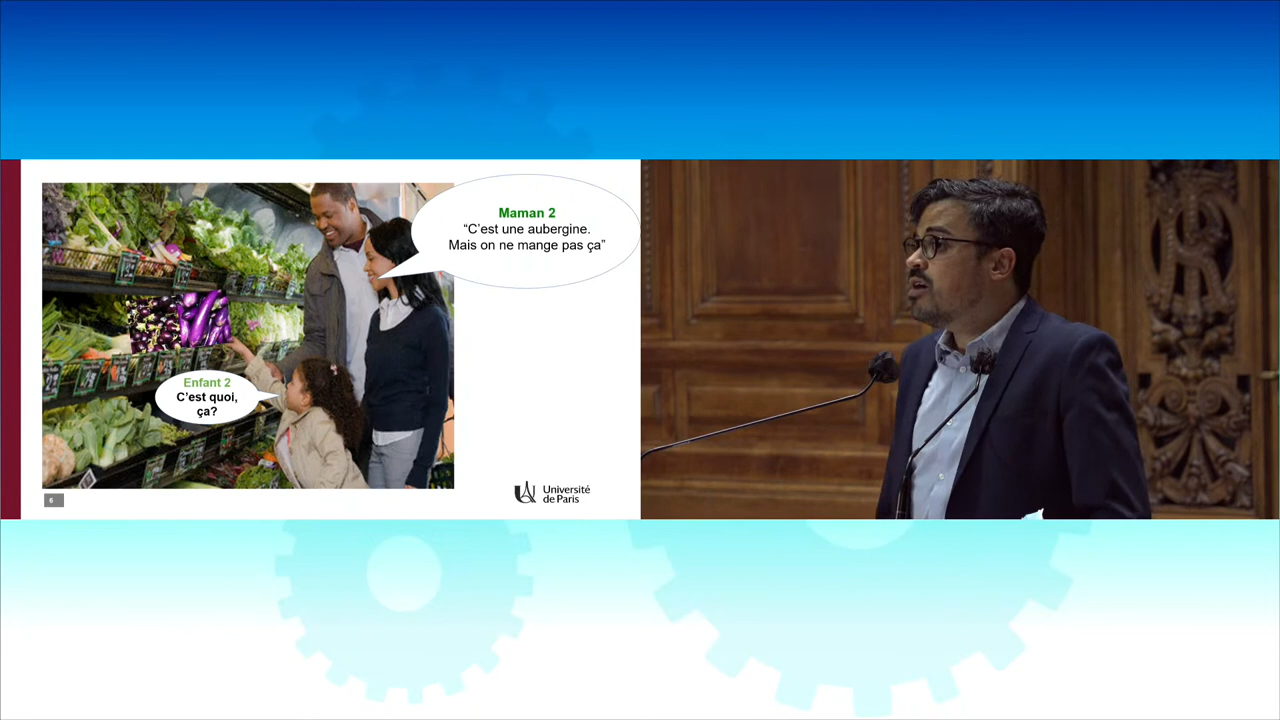 Maman 2
“C’est une aubergine.
Mais on ne mange pas ça”
Enfant 2
C’est quoi,
ça?
6
Université
de Paris